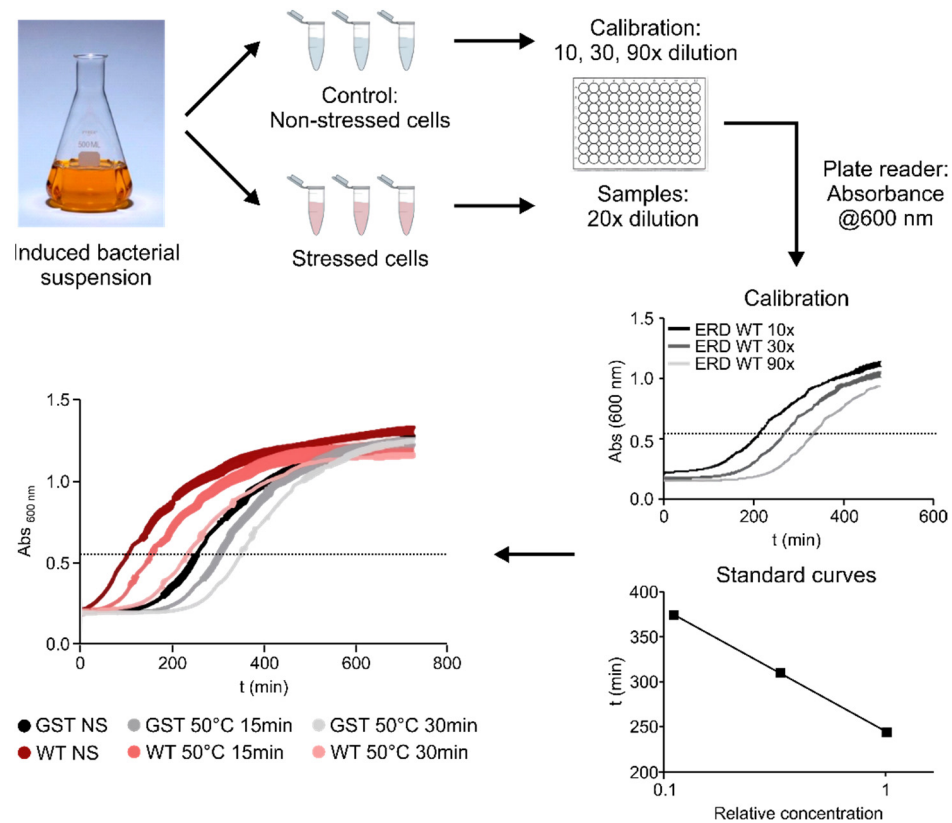 Calibration:
10, 30, 90x dilution
Control:
Non-stressed cells
500 ML
Induced bacterial
suspension
Stressed cells
Samples:
20x dilution
Plate reader:
Absorbance
@600 nm
Calibration
1.5
1.0
0.5
0.0
Abs (600 nm)
ERD WT 10x
ERD WT 30x
ERD WT 90x
0 200 400 600
t (min)
1.5
1.0
0.5
0.0
Abs 600 nm
0 200 400 600 800
t (min)
GST NS GST 50°C 15min GST 50°C 30min
WT NS WT 50°C 15min WT 50°C 30min
Standard curves
400
350
300
250
200
t (min)
0.1 1
Relative concentration